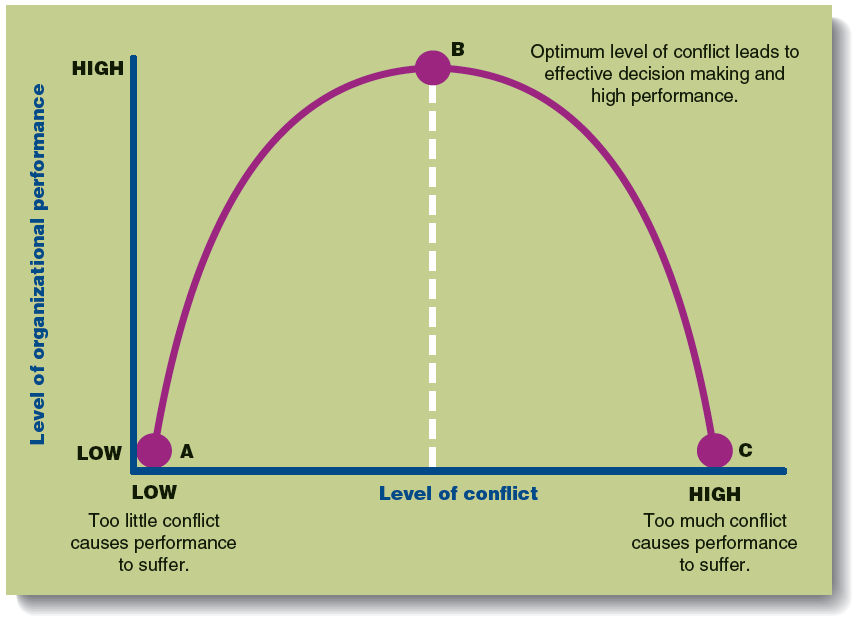 B
Optimum level of conflict leads to
effective decision making and
high performance.
HIGH
Level of organizational performance
LOW
A
C
LOW
Level of conflict
HIGH
Too little conflict
causes performance
to suffer.
Too much conflict
causes performance
to suffer.